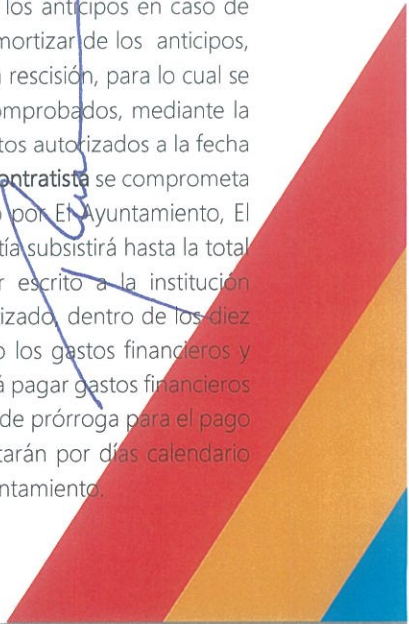 los anticipos en caso de
mortizar de los anticipos,
rescisión, para lo cual se
omprobados, mediante la
tos autorizados a la fecha
ontratista se comprometa
o por El Ayuntamiento, El
tía subsistirá hasta la total
r escrito a la institución
izado, dentro de los diez
o los gastos financieros y
á pagar gastos financieros
de prórroga para el pago
tarán por días calendario
ntamiento.